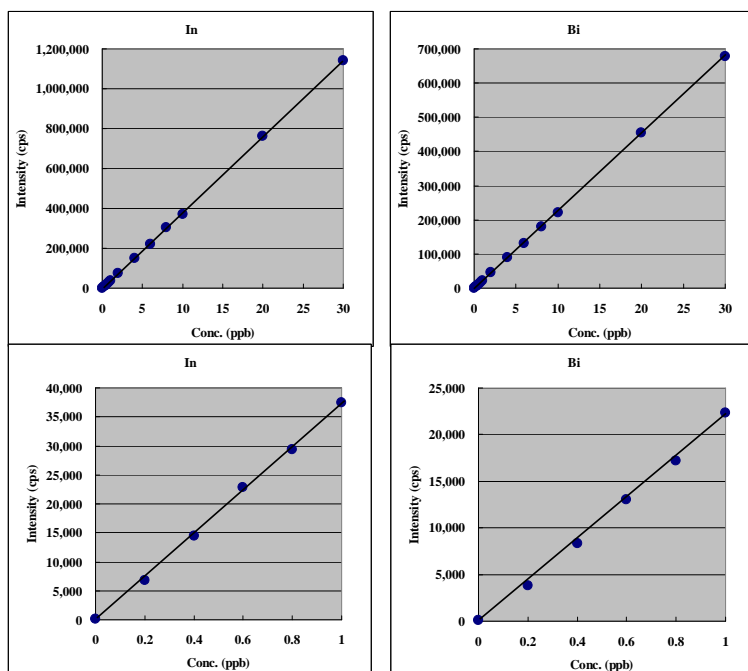 In
Intensity (cps)
1,200,000
1,000,000
800,000
600,000
400,000
200,000
0
0 5 10 15 20 25 30
Conc. (ppb)
Bi
Intensity (cps)
700,000
600,000
500,000
400,000
300,000
200,000
100,000
0
0 5 10 15 20 25 30
Conc. (ppb)
In
Intensity (cps)
40,000
35,000
30,000
25,000
20,000
15,000
10,000
5,000
0
0 0.2 0.4 0.6 0.8 1
Conc. (ppb)
Bi
Intensity (cps)
25,000
20,000
15,000
10,000
5,000
0
0 0.2 0.4 0.6 0.8 1
Conc. (ppb)